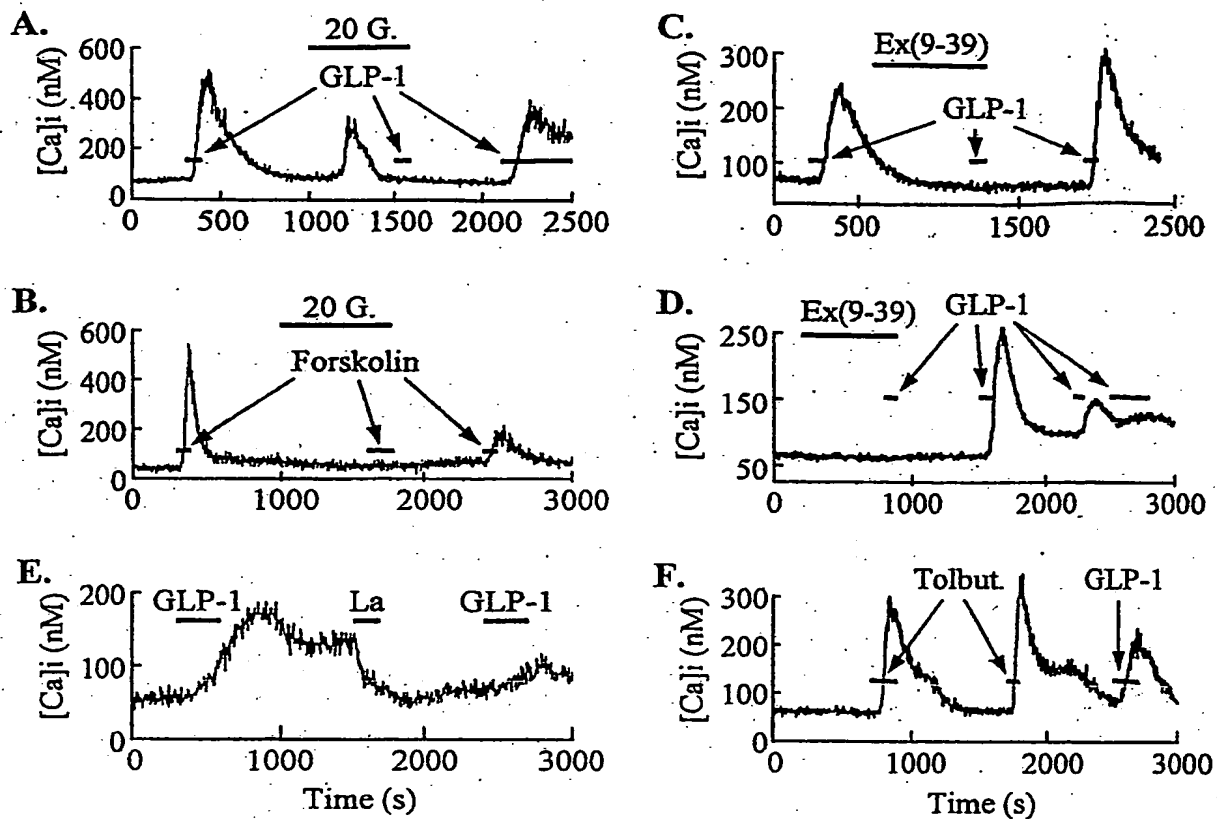 A.
20 G.
GLP-1
[Ca]i (nM)
600
400
200
0
0 500 1000 1500 2000 2500
C.
Ex(9-39)
GLP-1
[Ca]i (nM)
300
200
100
0 500 1500 2500
B.
20 G.
Forskolin
[Ca]i (nM)
600
400
200
0
0 1000 2000 3000
D.
Ex(9-39)
GLP-1
[Ca]i (nM)
250
150
50
0 1000 2000 3000
E.
GLP-1 La GLP-1
[Ca]i (nM)
200
100
0
0 1000 2000 3000
Time (s)
F.
Tolbut. GLP-1
[Ca]i (nM)
300
200
100
0
0 1000 2000 3000
Time (s)